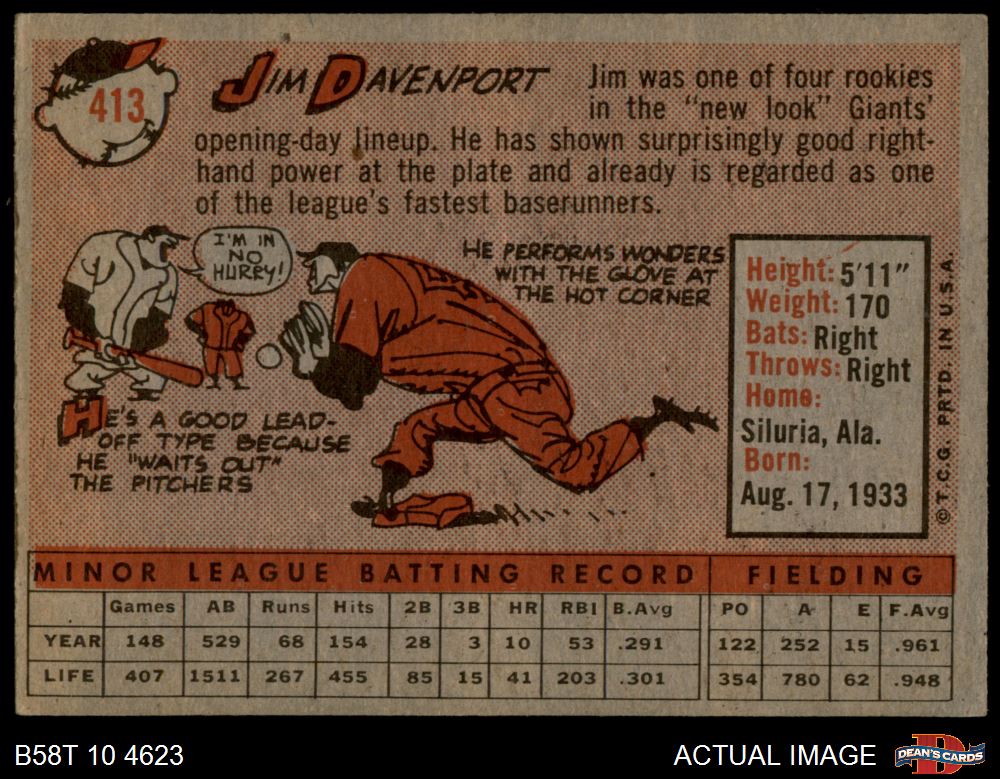 413
JIM DAVENPORT
Jim was one of four rookies
in the "new look" Giants'
opening-day lineup. He has shown surprisingly good right-
hand power at the plate and already is regarded as one
of the league's fastest baserunners.
I'M IN
NO
HURRY!
HE PERFORMS WONDERS
WITH THE GLOVE AT
THE HOT CORNER
HE'S A GOOD LEAD-
OFF TYPE BECAUSE
HE "WAITS OUT"
THE PITCHERS
Height: 5'11"
Weight: 170
Bats: Right
Throws: Right
Home:
Siluria, Ala.
Born:
Aug. 17, 1933
© T.C.G. PRTD. IN U.S.A.
MINOR LEAGUE BATTING RECORD FIELDING
Games AB Runs Hits 2B 3B HR RBI B.Avg PO A E F.Avg
YEAR 148 529 68 154 28 3 10 53 .291 122 252 15 .961
LIFE 407 1511 267 455 85 15 41 203 .301 354 780 62 .948
B58T 10 4623 ACTUAL IMAGE DEAN'S CARDS